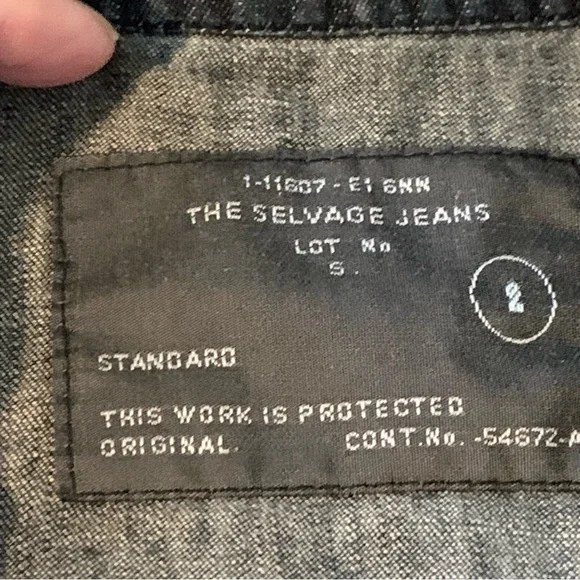 1-11607 - E1 6NN
THE SELVAGE JEANS
LOT No
S.
2
STANDARD
THIS WORK IS PROTECTED
ORIGINAL. CONT.No. -54672-A